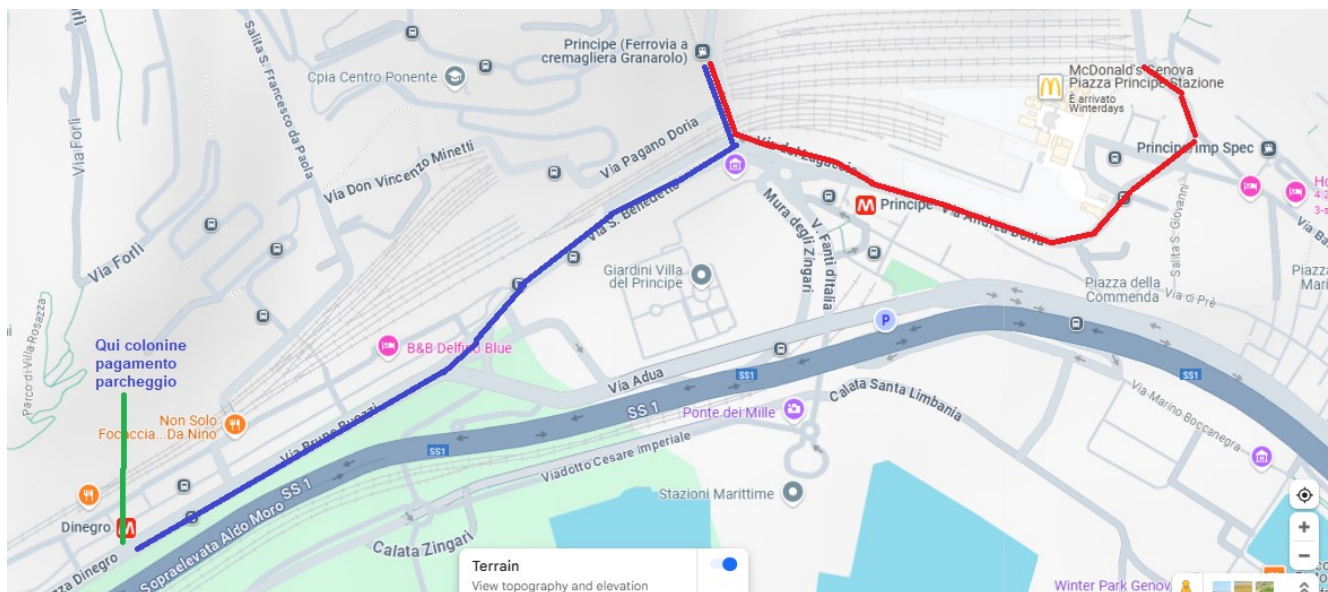 Forlì
Salita S. Francesco da Paola
Principe (Ferrovia a
cremagliera Granarolo)
Cpia Centro Ponente
McDonald's Genova
Piazza Principe Stazione
È arrivato
Winterdays
Via Forlì
Via Pagano Doria
Via Don Vincenzo Minetti
Principe/Imp Spec
Via S. Benedetto
Mura degli Zingari
V. Fanti d'Italia
Principe
Via Andrea Doria
Salita S. Giovanni
Via Forlì
Giardini Villa
del Principe
Piazza della
Commenda
Via di Prè
Parco di Villa Rosazza
Qui colonine
pagamento
parcheggio
B&B Delfino Blue
P
Via Adua
SS1
SS 1
SS1
Calata Santa Limbania
Ponte dei Mille
Via Marino Boccanegra
Non Solo
Focaccia...Da Nino
Via Bruno Buozzi
SS1
Viadotto Cesare Imperiale
SS 1
Stazioni Marittime
Dinegro
Sopraelevata Aldo Moro
Calata Zingari
Terrain
View topography and elevation
Winter Park Genov